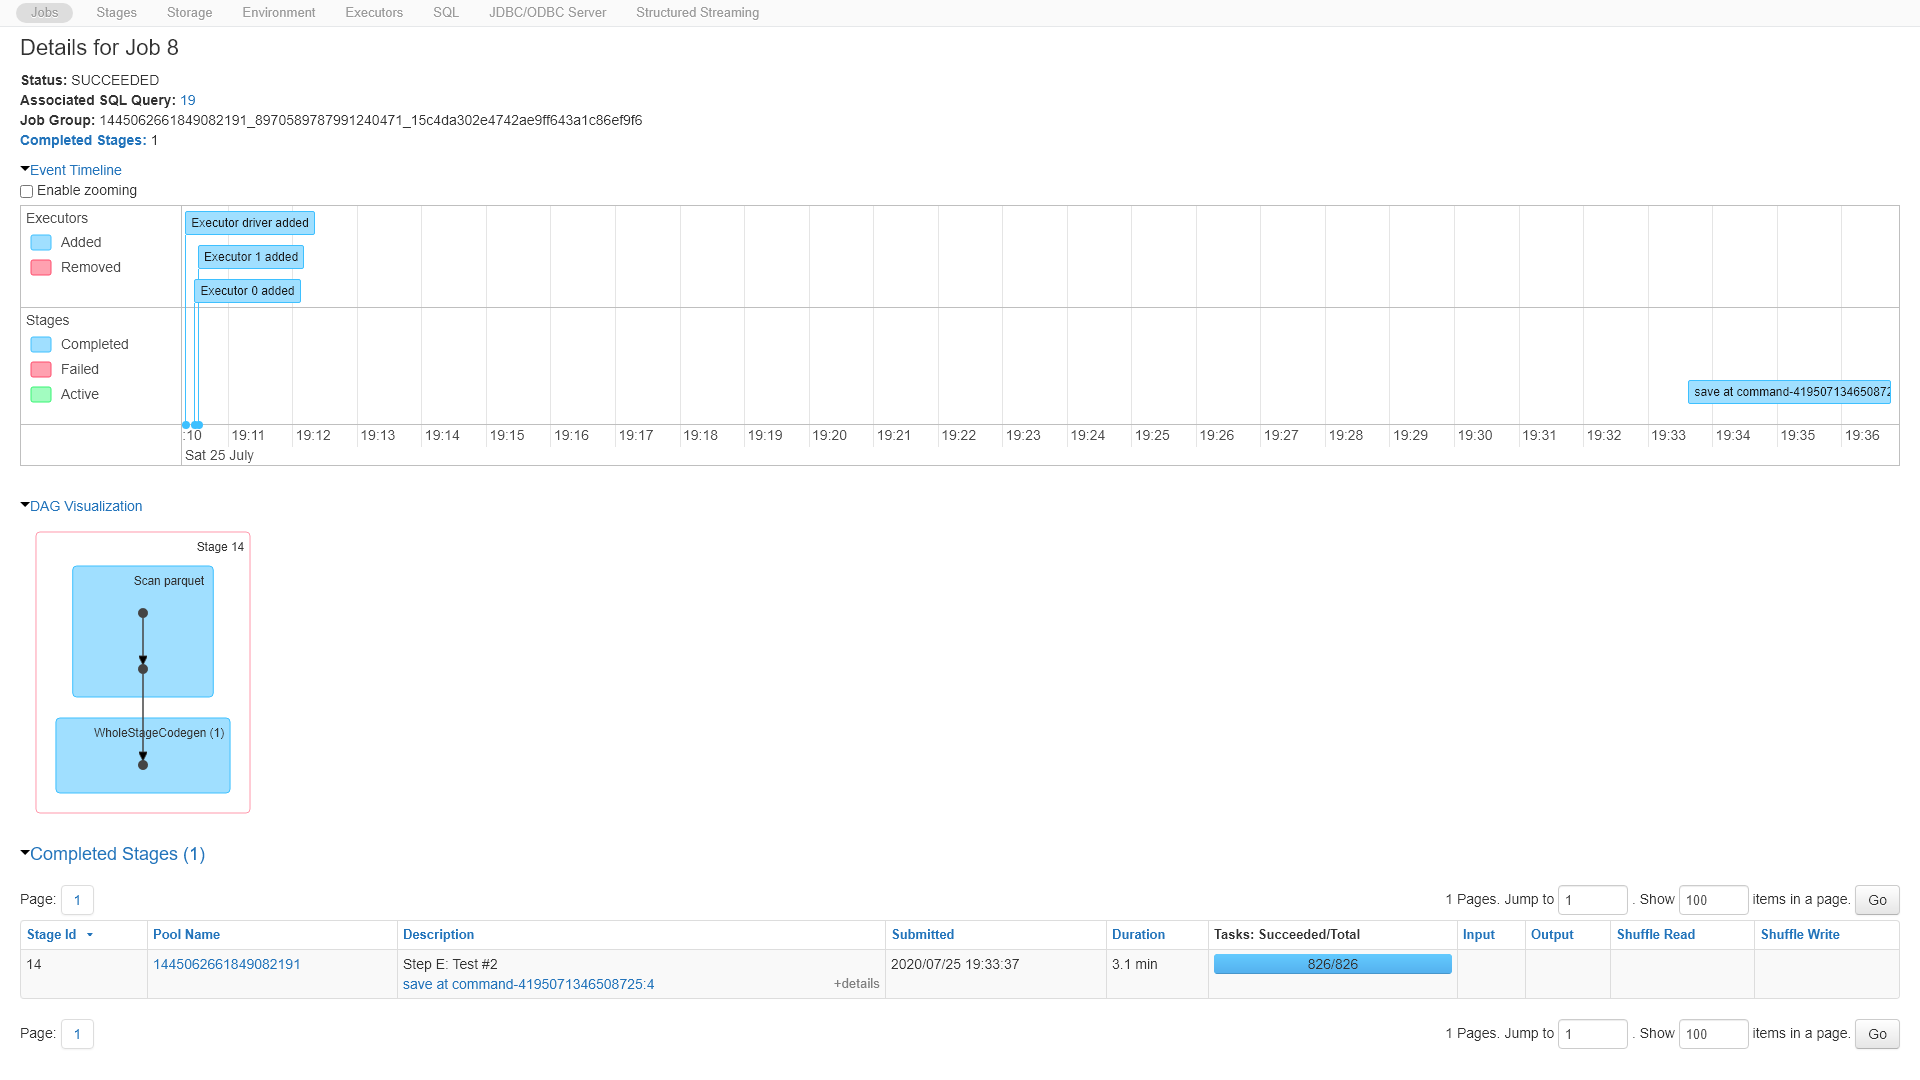 Jobs Stages Storage Environment Executors SQL JDBC/ODBC Server Structured Streaming
Details for Job 8
Status: SUCCEEDED
Associated SQL Query: 19
Job Group: 1445062661849082191_8970589787991240471_15c4da302e4742ae9ff643a1c86ef9f6
Completed Stages: 1
Event Timeline
Enable zooming
Executors
Added
Removed
Executor driver added
Executor 1 added
Executor 0 added
Stages
Completed
Failed
Active
save at command-419507134650872
:10 19:11 19:12 19:13 19:14 19:15 19:16 19:17 19:18 19:19 19:20 19:21 19:22 19:23 19:24 19:25 19:26 19:27 19:28 19:29 19:30 19:31 19:32 19:33 19:34 19:35 19:36
Sat 25 July
DAG Visualization
Stage 14
Scan parquet
WholeStageCodegen (1)
Completed Stages (1)
Page: 1 1 Pages. Jump to 1 . Show 100 items in a page. Go
Stage Id Pool Name Description Submitted Duration Tasks: Succeeded/Total Input Output Shuffle Read Shuffle Write
14 1445062661849082191 Step E: Test #2 2020/07/25 19:33:37 3.1 min 826/826
save at command-4195071346508725:4 +details
Page: 1 1 Pages. Jump to 1 . Show 100 items in a page. Go